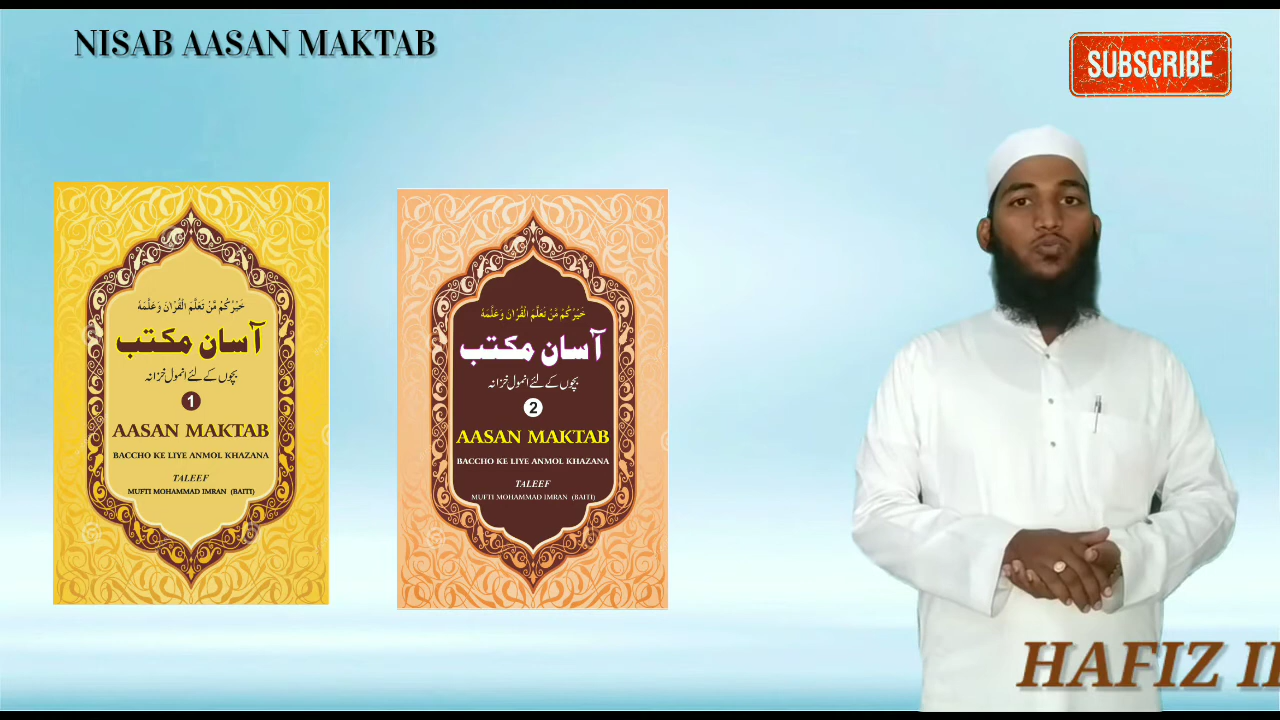 NISAB AASAN MAKTAB
SUBSCRIBE
خَيْرُكُمْ مَّنْ تَعَلَّمَ الْقُرْاٰنَ وَعَلَّمَهٗ
آسان مکتب
بچوں کے لئے انمول خزانہ
1
AASAN MAKTAB
BACCHO KE LIYE ANMOL KHAZANA
TALEEF
MUFTI MOHAMMAD IMRAN (BAITI)
خَيْرُكُمْ مَّنْ تَعَلَّمَ الْقُرْاٰنَ وَعَلَّمَهٗ
آسان مکتب
بچوں کے لئے انمول خزانہ
2
AASAN MAKTAB
BACCHO KE LIYE ANMOL KHAZANA
TALEEF
MUFTI MOHAMMAD IMRAN (BAITI)
HAFIZ